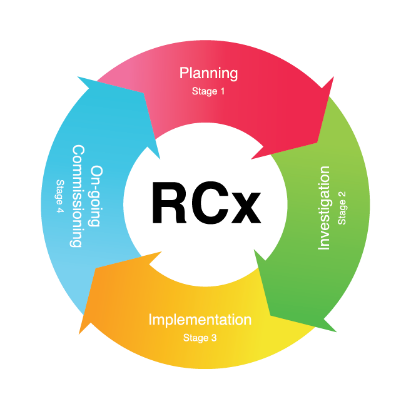 Planning
Stage 1
Investigation
Stage 2
Implementation
Stage 3
On-going
Commissioning
Stage 4
RCx